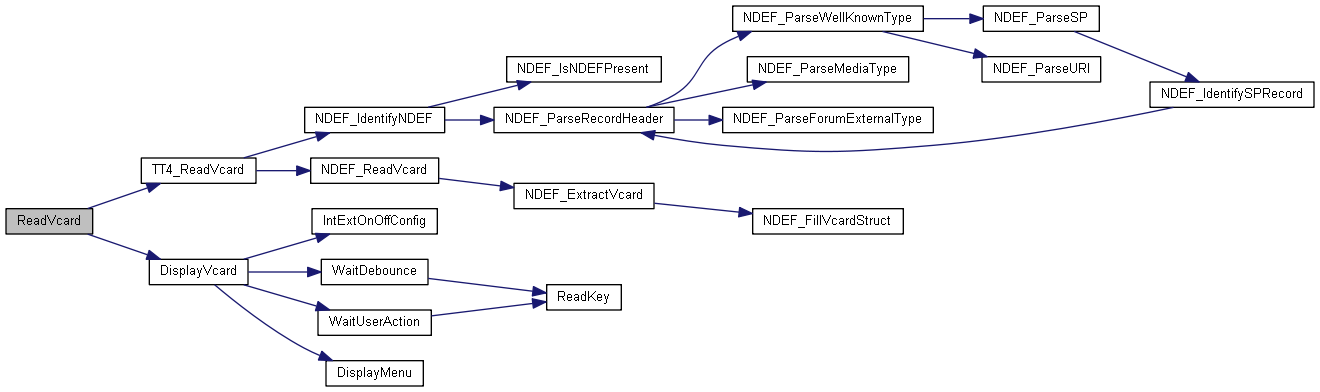 NDEF_ParseWellKnownType
NDEF_ParseSP
NDEF_IsNDEFPresent
NDEF_ParseMediaType
NDEF_ParseURI
NDEF_IdentifySPRecord
NDEF_IdentifyNDEF
NDEF_ParseRecordHeader
NDEF_ParseForumExternalType
TT4_ReadVcard
NDEF_ReadVcard
NDEF_ExtractVcard
ReadVcard
IntExtOnOffConfig
NDEF_FillVcardStruct
DisplayVcard
WaitDebounce
ReadKey
WaitUserAction
DisplayMenu